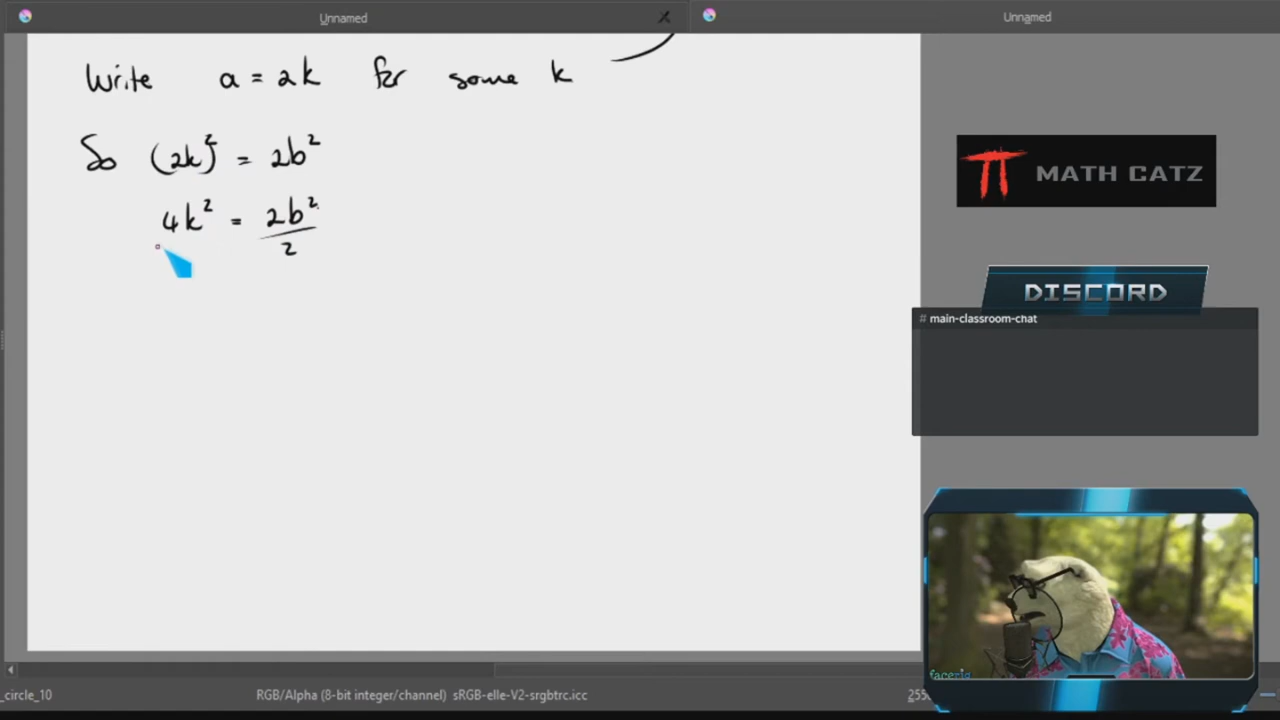 Unnamed
Unnamed
Write a = 2k for some k
So (2k)² = 2b²
4k² = 2b²
2
MATH CATZ
DISCORD
# main-classroom-chat
facerig
_circle_10
RGB/Alpha (8-bit integer/channel) sRGB-elle-V2-srgbtrc.icc